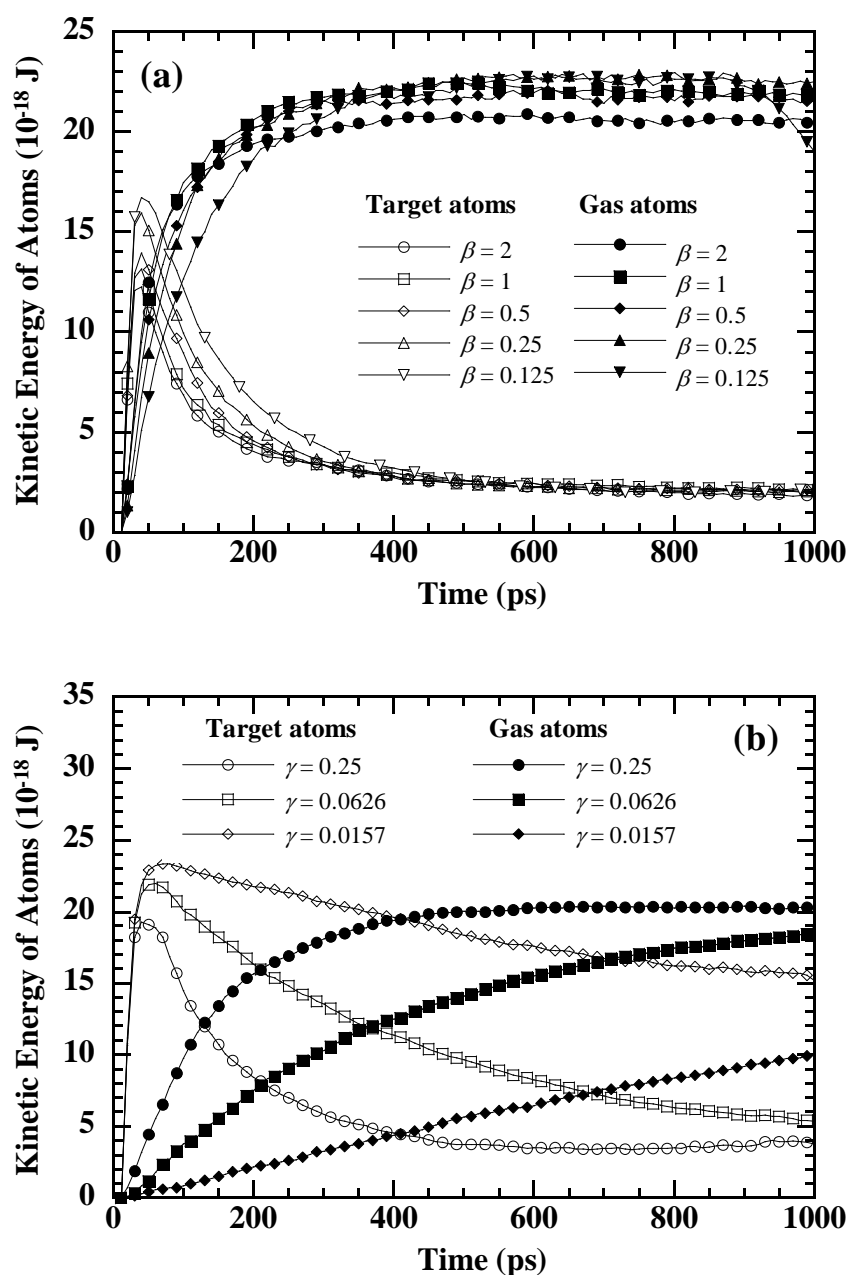 25
20
15
10
5
0
Kinetic Energy of Atoms (10-18 J)
(a)
Target atoms Gas atoms
β = 2 β = 2
β = 1 β = 1
β = 0.5 β = 0.5
β = 0.25 β = 0.25
β = 0.125 β = 0.125
0 200 400 600 800 1000
Time (ps)
35
30
25
20
15
10
5
0
Kinetic Energy of Atoms (10-18 J)
(b)
Target atoms Gas atoms
γ = 0.25 γ = 0.25
γ = 0.0626 γ = 0.0626
γ = 0.0157 γ = 0.0157
0 200 400 600 800 1000
Time (ps)